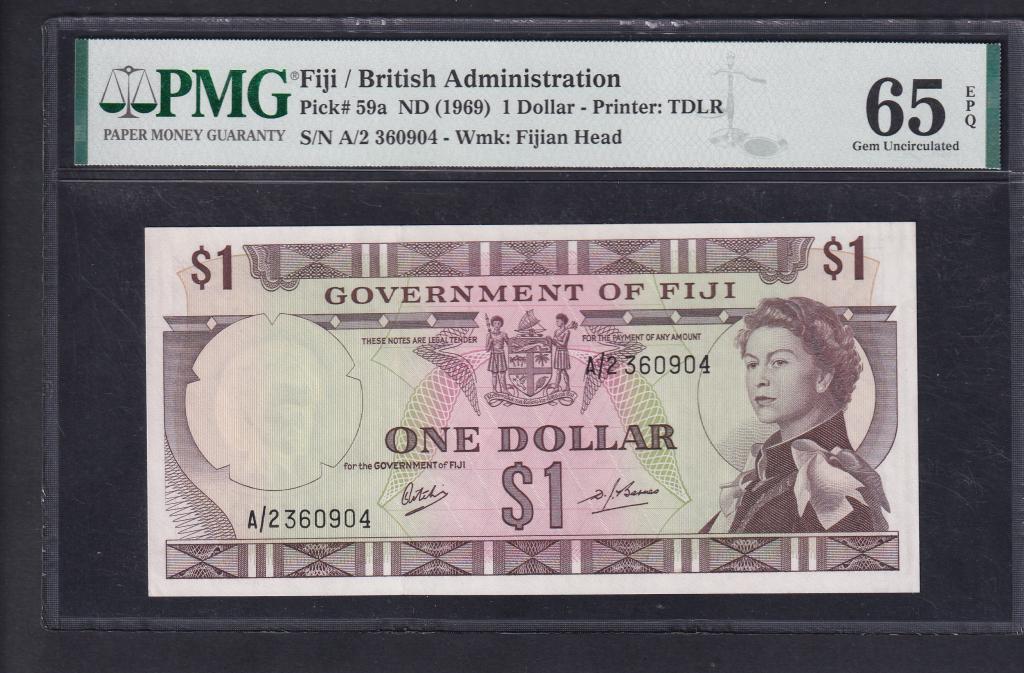 PMG®
PAPER MONEY GUARANTY
Fiji / British Administration
Pick# 59a ND (1969) 1 Dollar - Printer: TDLR
S/N A/2 360904 - Wmk: Fijian Head
65
EPQ
Gem Uncirculated
$1
$1
GOVERNMENT OF FIJI
THESE NOTES ARE LEGAL TENDER
FOR THE PAYMENT OF ANY AMOUNT
A/2 360904
ONE DOLLAR
for the GOVERNMENT of FIJI
$1
D. J. Barnes
A/2 360904